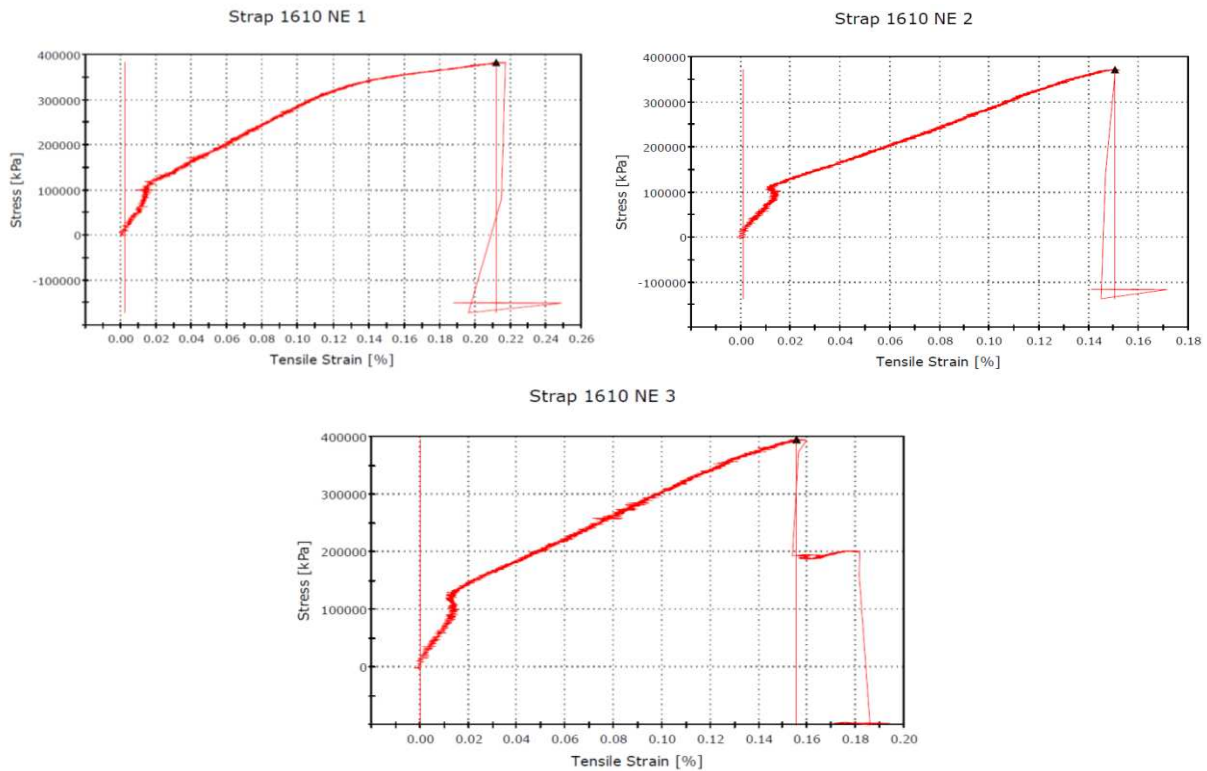 Strap 1610 NE 1
400000
300000
200000
100000
0
-100000
Stress [kPa]
0.00 0.02 0.04 0.06 0.08 0.10 0.12 0.14 0.16 0.18 0.20 0.22 0.24 0.26
Tensile Strain [%]
Strap 1610 NE 2
400000
300000
200000
100000
0
-100000
Stress [kPa]
0.00 0.02 0.04 0.06 0.08 0.10 0.12 0.14 0.16 0.18
Tensile Strain [%]
Strap 1610 NE 3
400000
300000
200000
100000
0
Stress [kPa]
0.00 0.02 0.04 0.06 0.08 0.10 0.12 0.14 0.16 0.18 0.20
Tensile Strain [%]